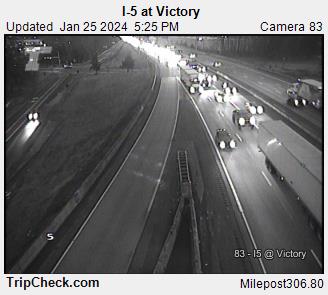 I-5 at Victory
Updated  Jan 25 2024  5:25 PM
Camera 83
S
83 - I5 @ Victory
TripCheck.com
Milepost306.80